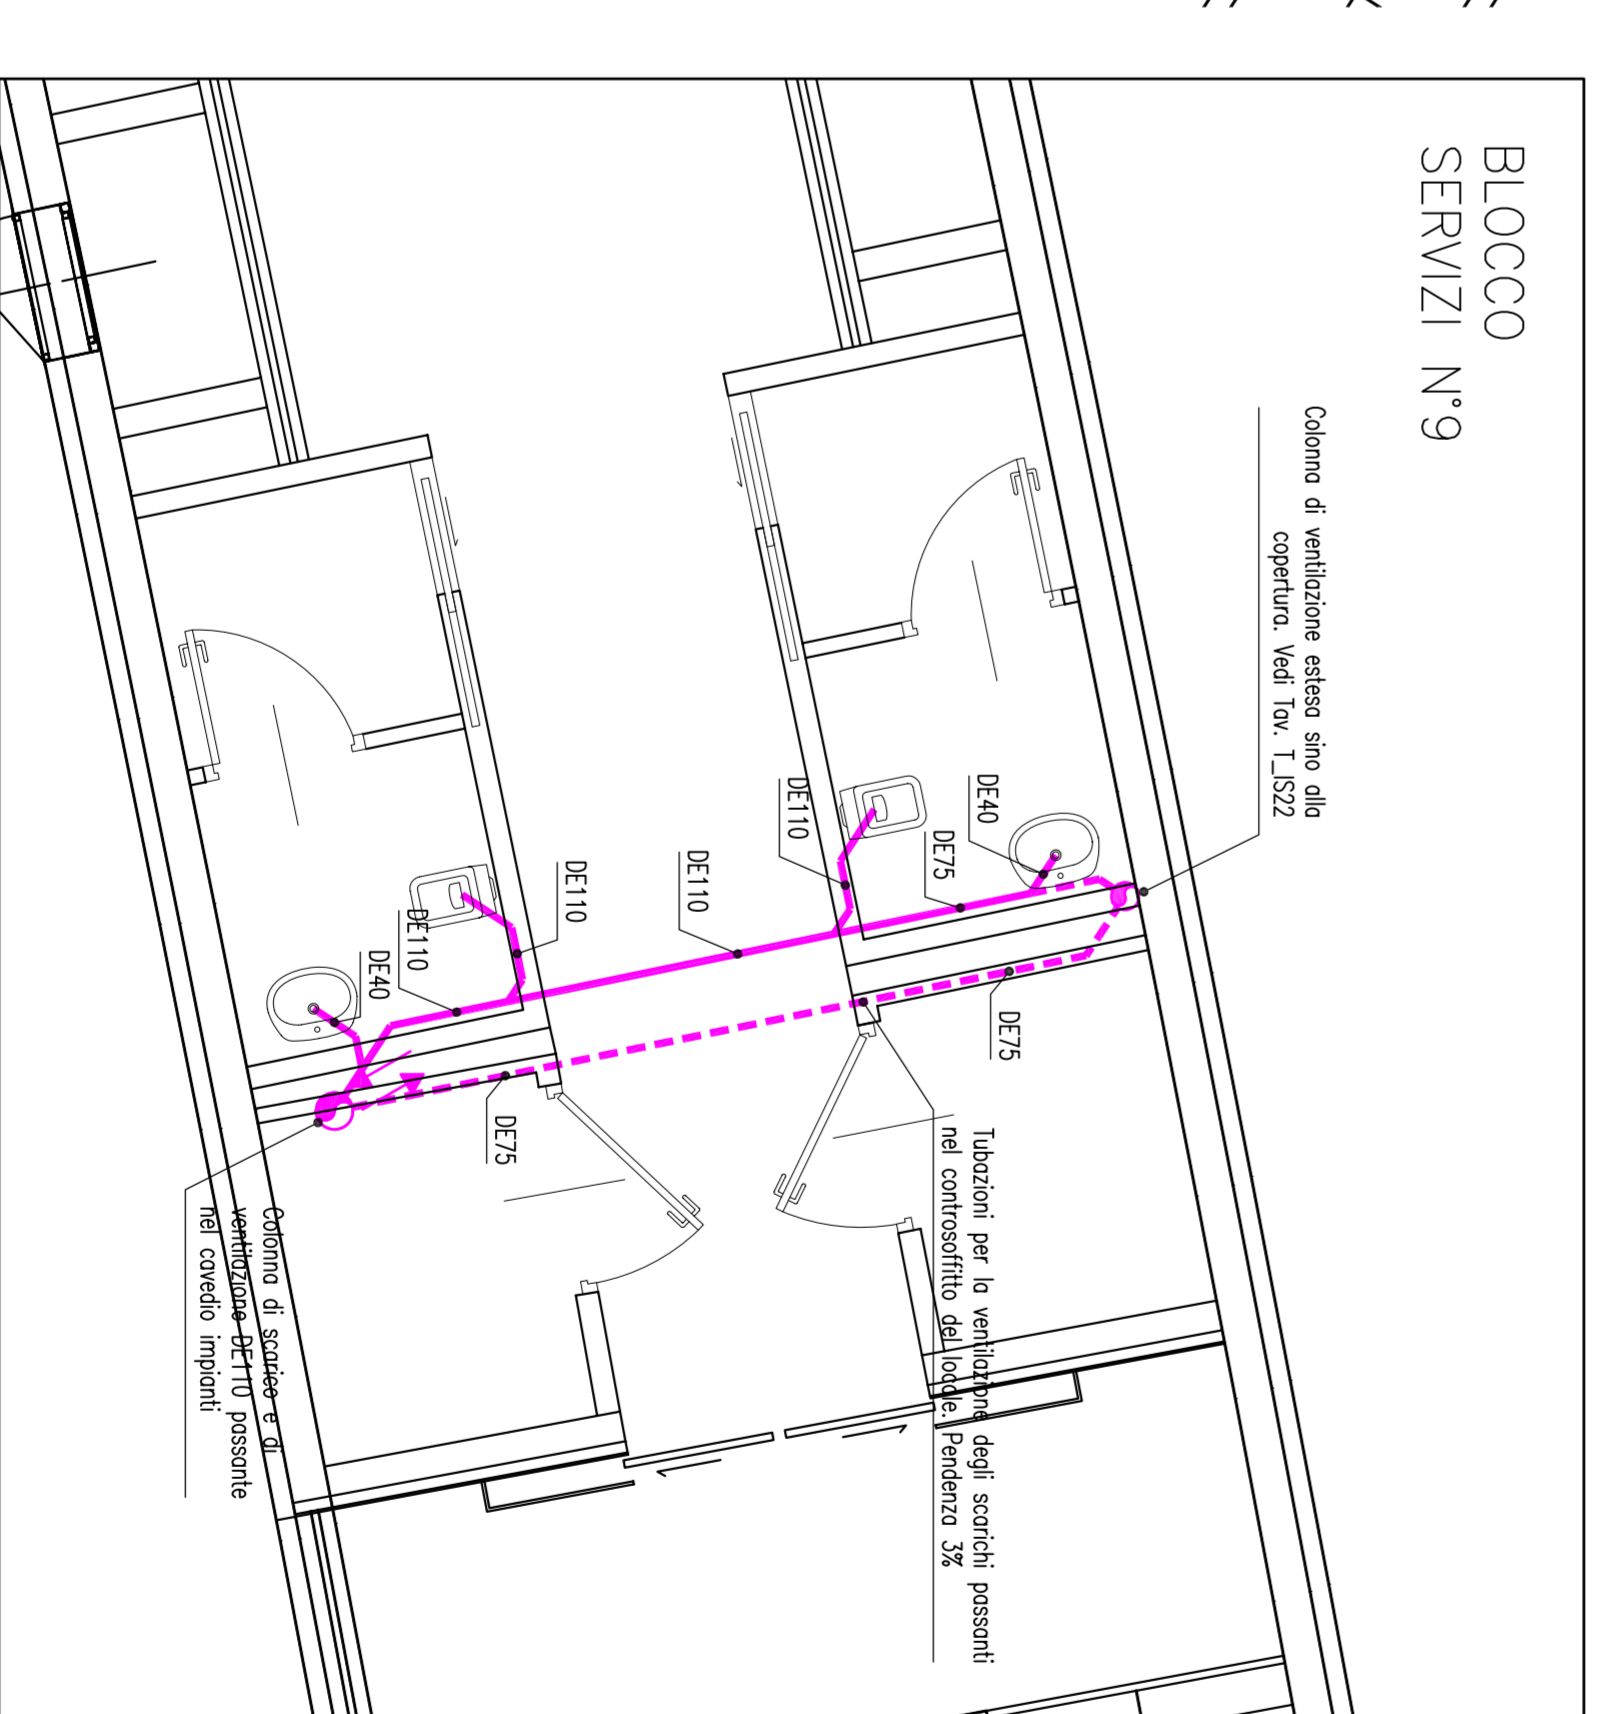 BLOCCO
SERVIZI N°9
Colonna di ventilazione estesa sino alla
copertura. Vedi Tav. T_IS22
DE40
DE75
DE110
DE110
DE110
DE110
DE40
DE75
DE75
Tubazioni per la ventilazione degli scarichi passanti
nel controsoffitto del locale. Pendenza 3%
Colonna di scarico e di
ventilazione DE110 passante
nel cavedio impianti